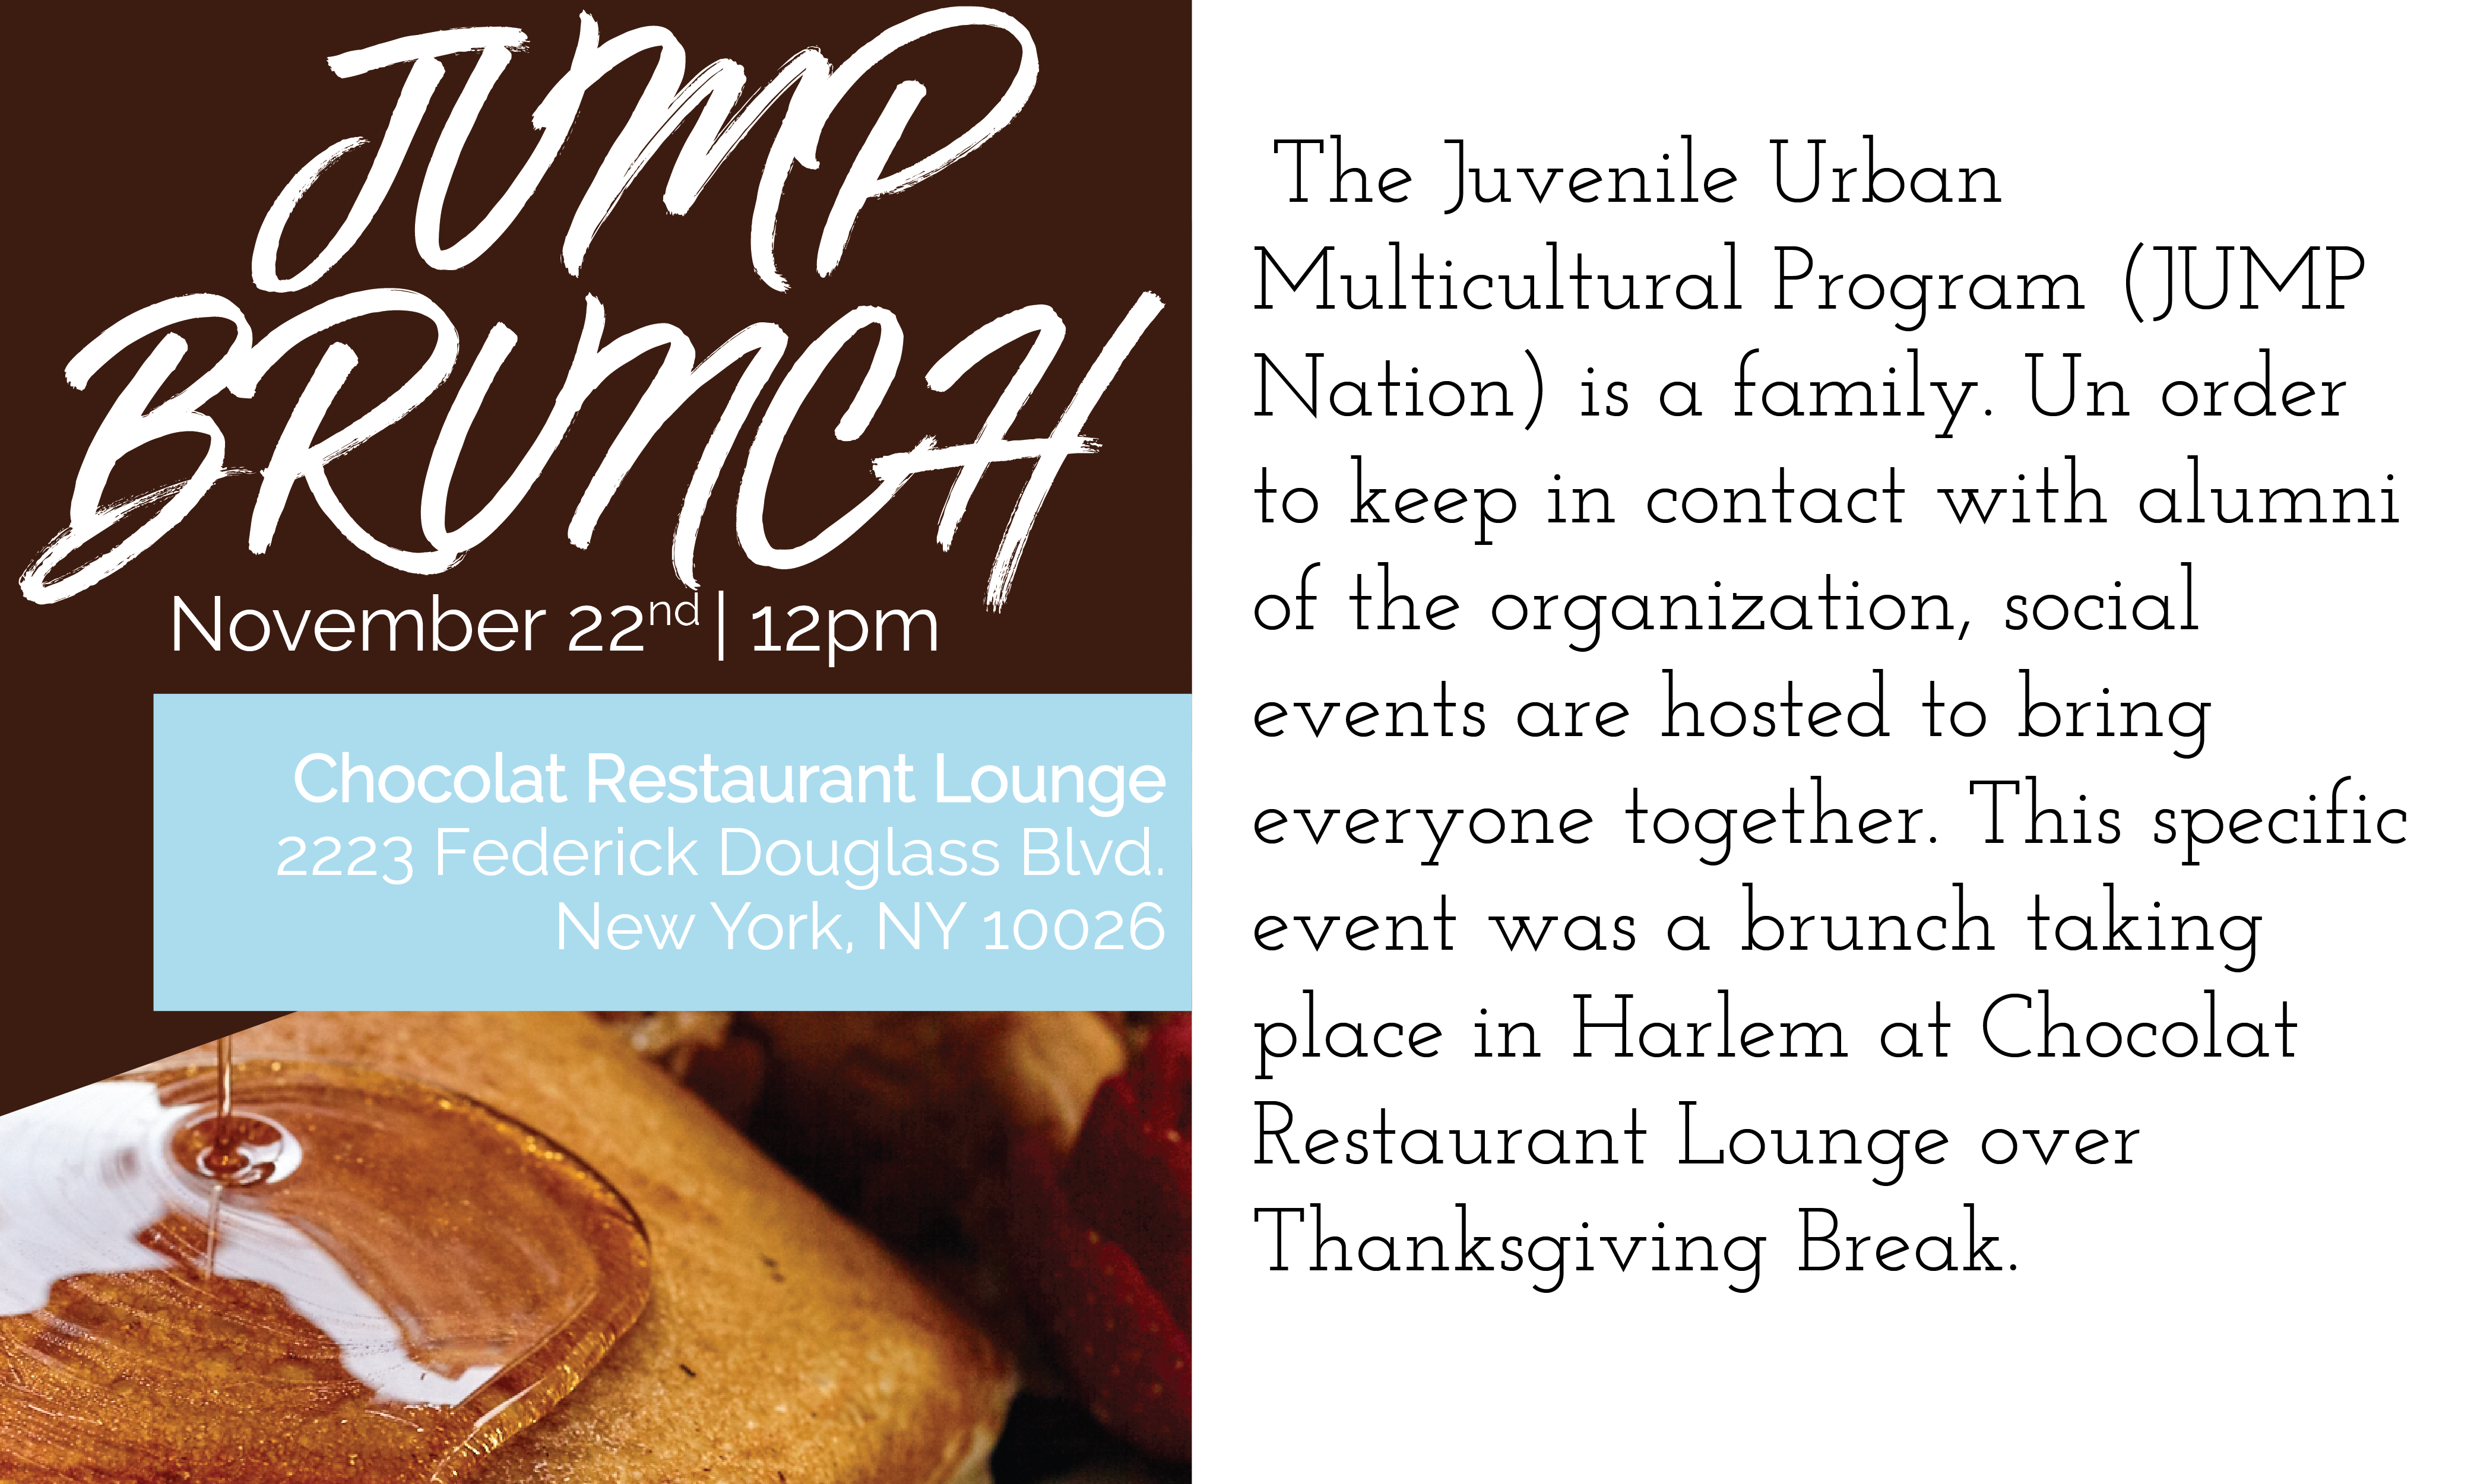 JUMP
BRUNCH
November 22nd | 12pm
Chocolat Restaurant Lounge
2223 Federick Douglass Blvd.
New York, NY 10026
The Juvenile Urban
Multicultural Program (JUMP
Nation) is a family. Un order
to keep in contact with alumni
of the organization, social
events are hosted to bring
everyone together. This specific
event was a brunch taking
place in Harlem at Chocolat
Restaurant Lounge over
Thanksgiving Break.